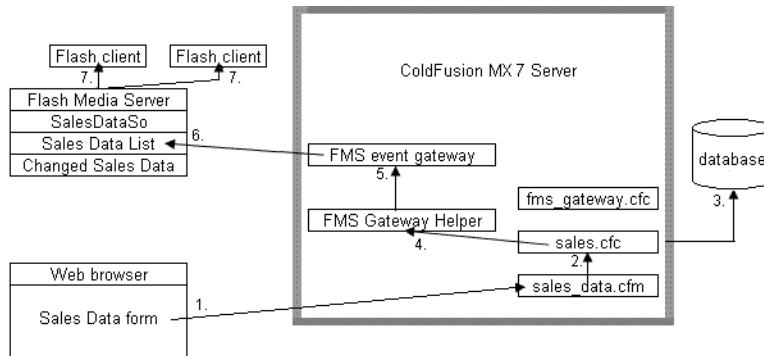 Flash client
Flash client
7.
7.
ColdFusion MX 7 Server
Flash Media Server
SalesDataSo
Sales Data List
Changed Sales Data
6.
FMS event gateway
5.
database
3.
fms_gateway.cfc
FMS Gateway Helper
4.
sales.cfc
2.
Web browser
sales_data.cfm
1.
Sales Data form